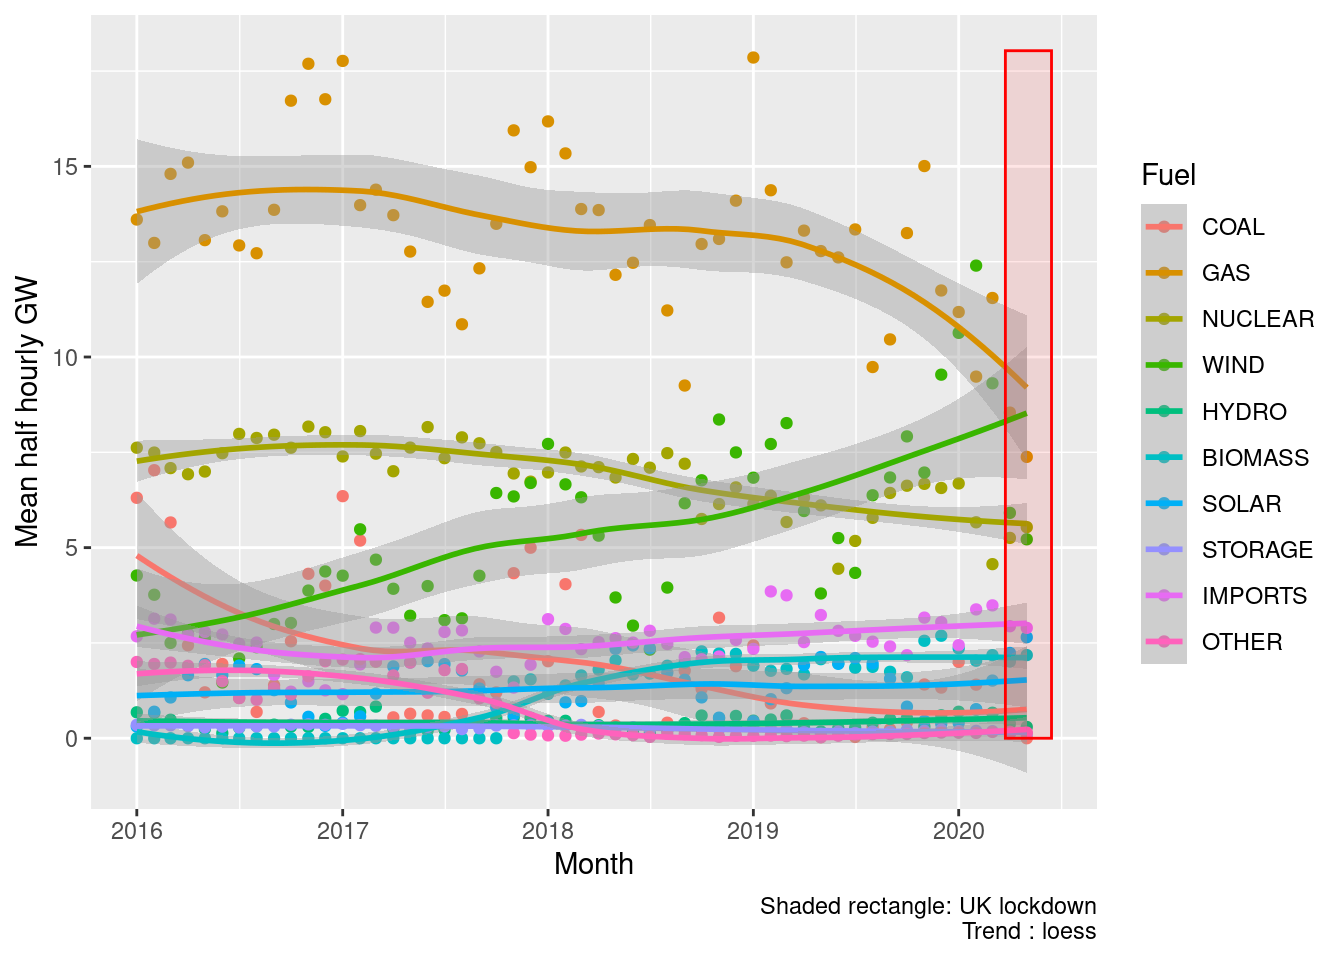 Mean half hourly GW
15
10
5
0
2016 2017 2018 2019 2020
Month
Fuel
COAL
GAS
NUCLEAR
WIND
HYDRO
BIOMASS
SOLAR
STORAGE
IMPORTS
OTHER
Shaded rectangle: UK lockdown
Trend : loess